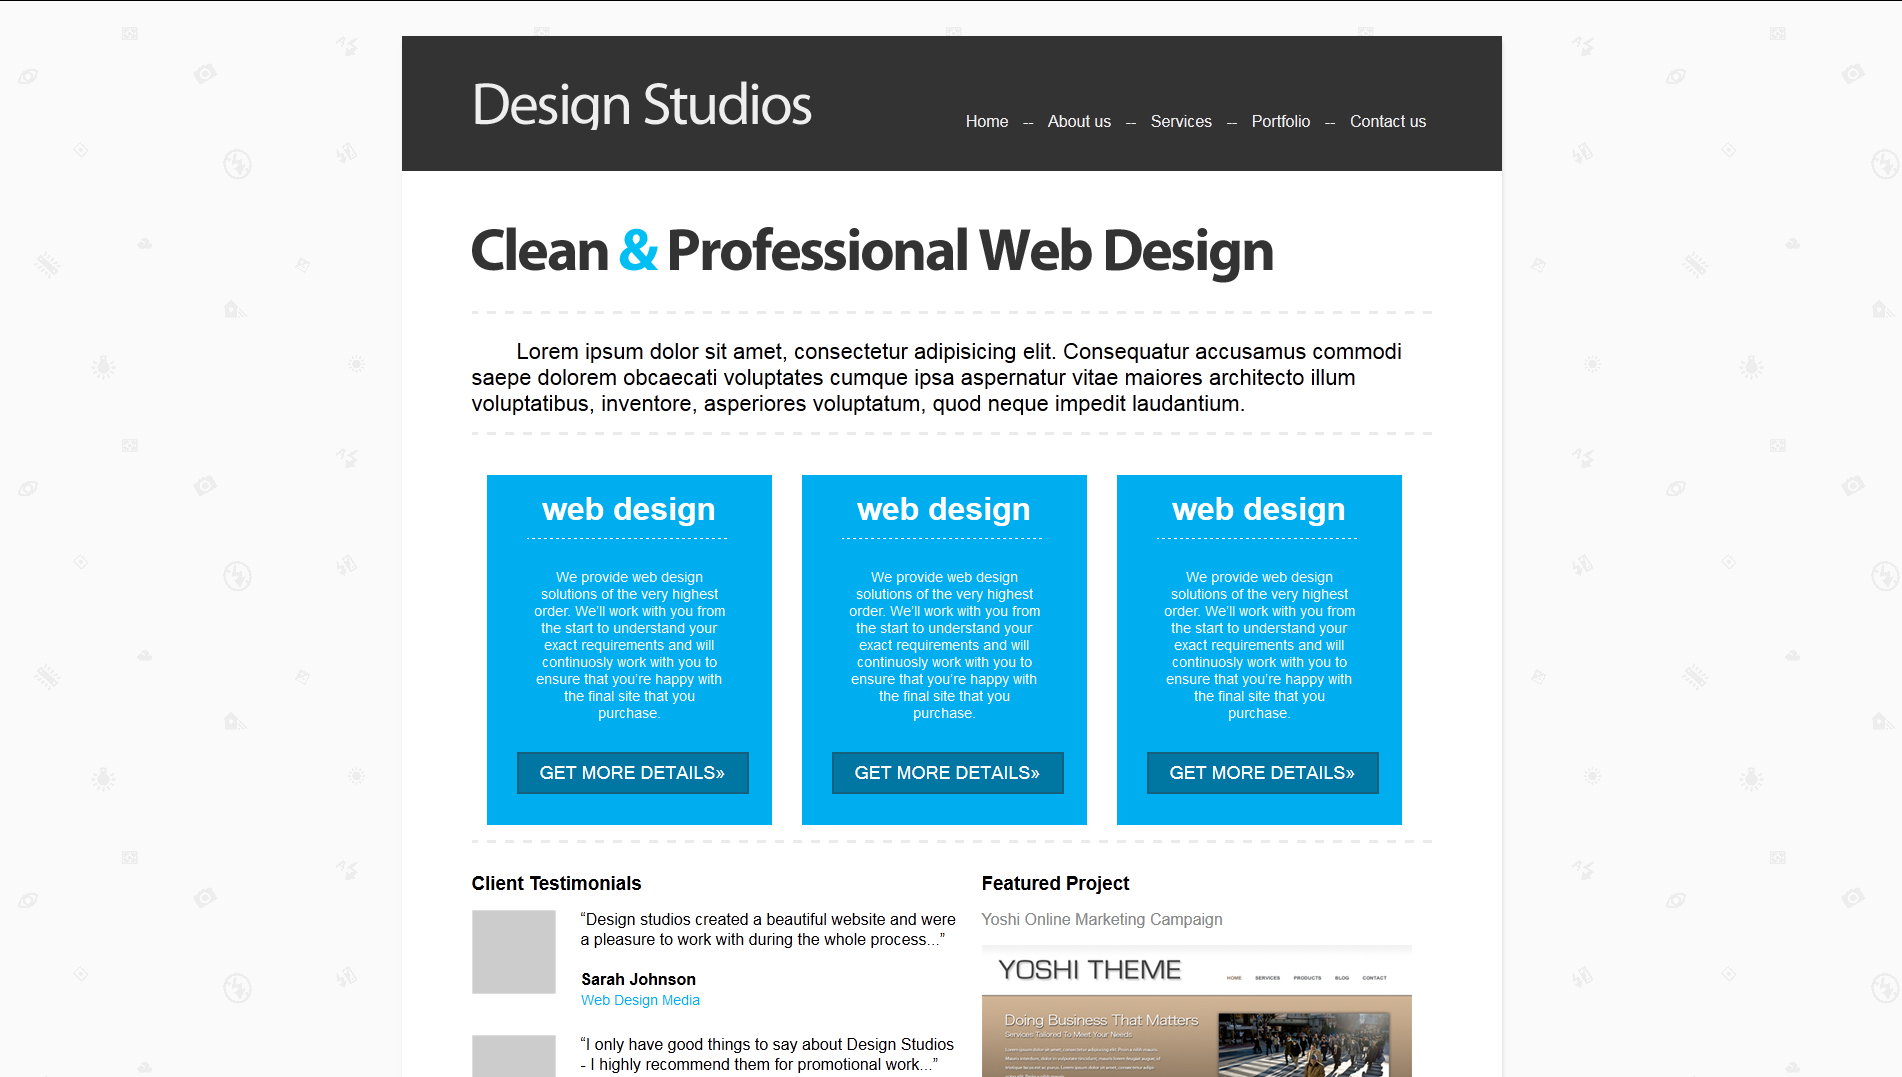 Design Studios
Home -- About us -- Services -- Portfolio -- Contact us
Clean & Professional Web Design
Lorem ipsum dolor sit amet, consectetur adipisicing elit. Consequatur accusamus commodi
saepe dolorem obcaecati voluptates cumque ipsa aspernatur vitae maiores architecto illum
voluptatibus, inventore, asperiores voluptatum, quod neque impedit laudantium.
web design
We provide web design
solutions of the very highest
order. We'll work with you from
the start to understand your
exact requirements and will
continuosly work with you to
ensure that you're happy with
the final site that you
purchase.
GET MORE DETAILS»
web design
We provide web design
solutions of the very highest
order. We'll work with you from
the start to understand your
exact requirements and will
continuosly work with you to
ensure that you're happy with
the final site that you
purchase.
GET MORE DETAILS»
web design
We provide web design
solutions of the very highest
order. We'll work with you from
the start to understand your
exact requirements and will
continuosly work with you to
ensure that you're happy with
the final site that you
purchase.
GET MORE DETAILS»
Client Testimonials
“Design studios created a beautiful website and were
a pleasure to work with during the whole process...”
Sarah Johnson
Web Design Media
“I only have good things to say about Design Studios
- I highly recommend them for promotional work...”
Featured Project
Yoshi Online Marketing Campaign
YOSHI THEME
HOME SERVICES PRODUCTS BLOG CONTACT
Doing Business That Matters
Services Tailored To Meet Your Needs